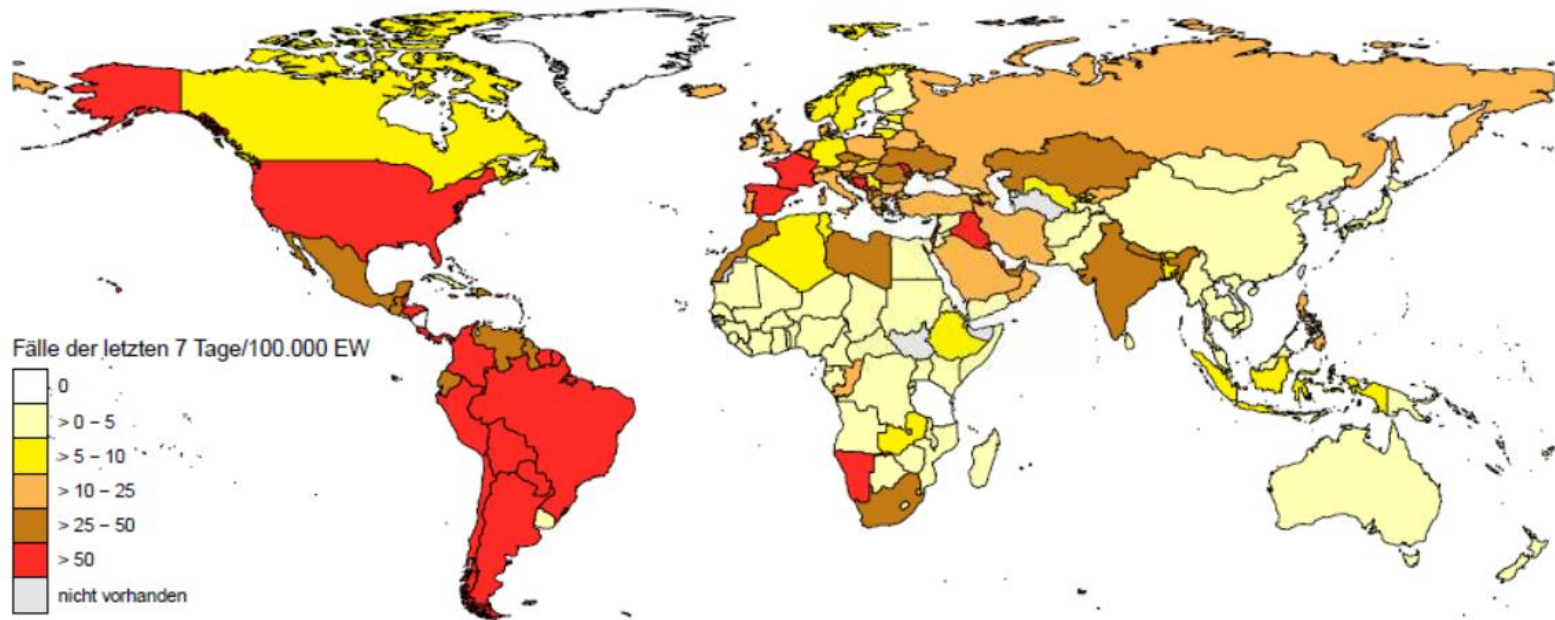 Fälle der letzten 7 Tage/100.000 EW
0
> 0 – 5
> 5 – 10
> 10 – 25
> 25 – 50
> 50
nicht vorhanden